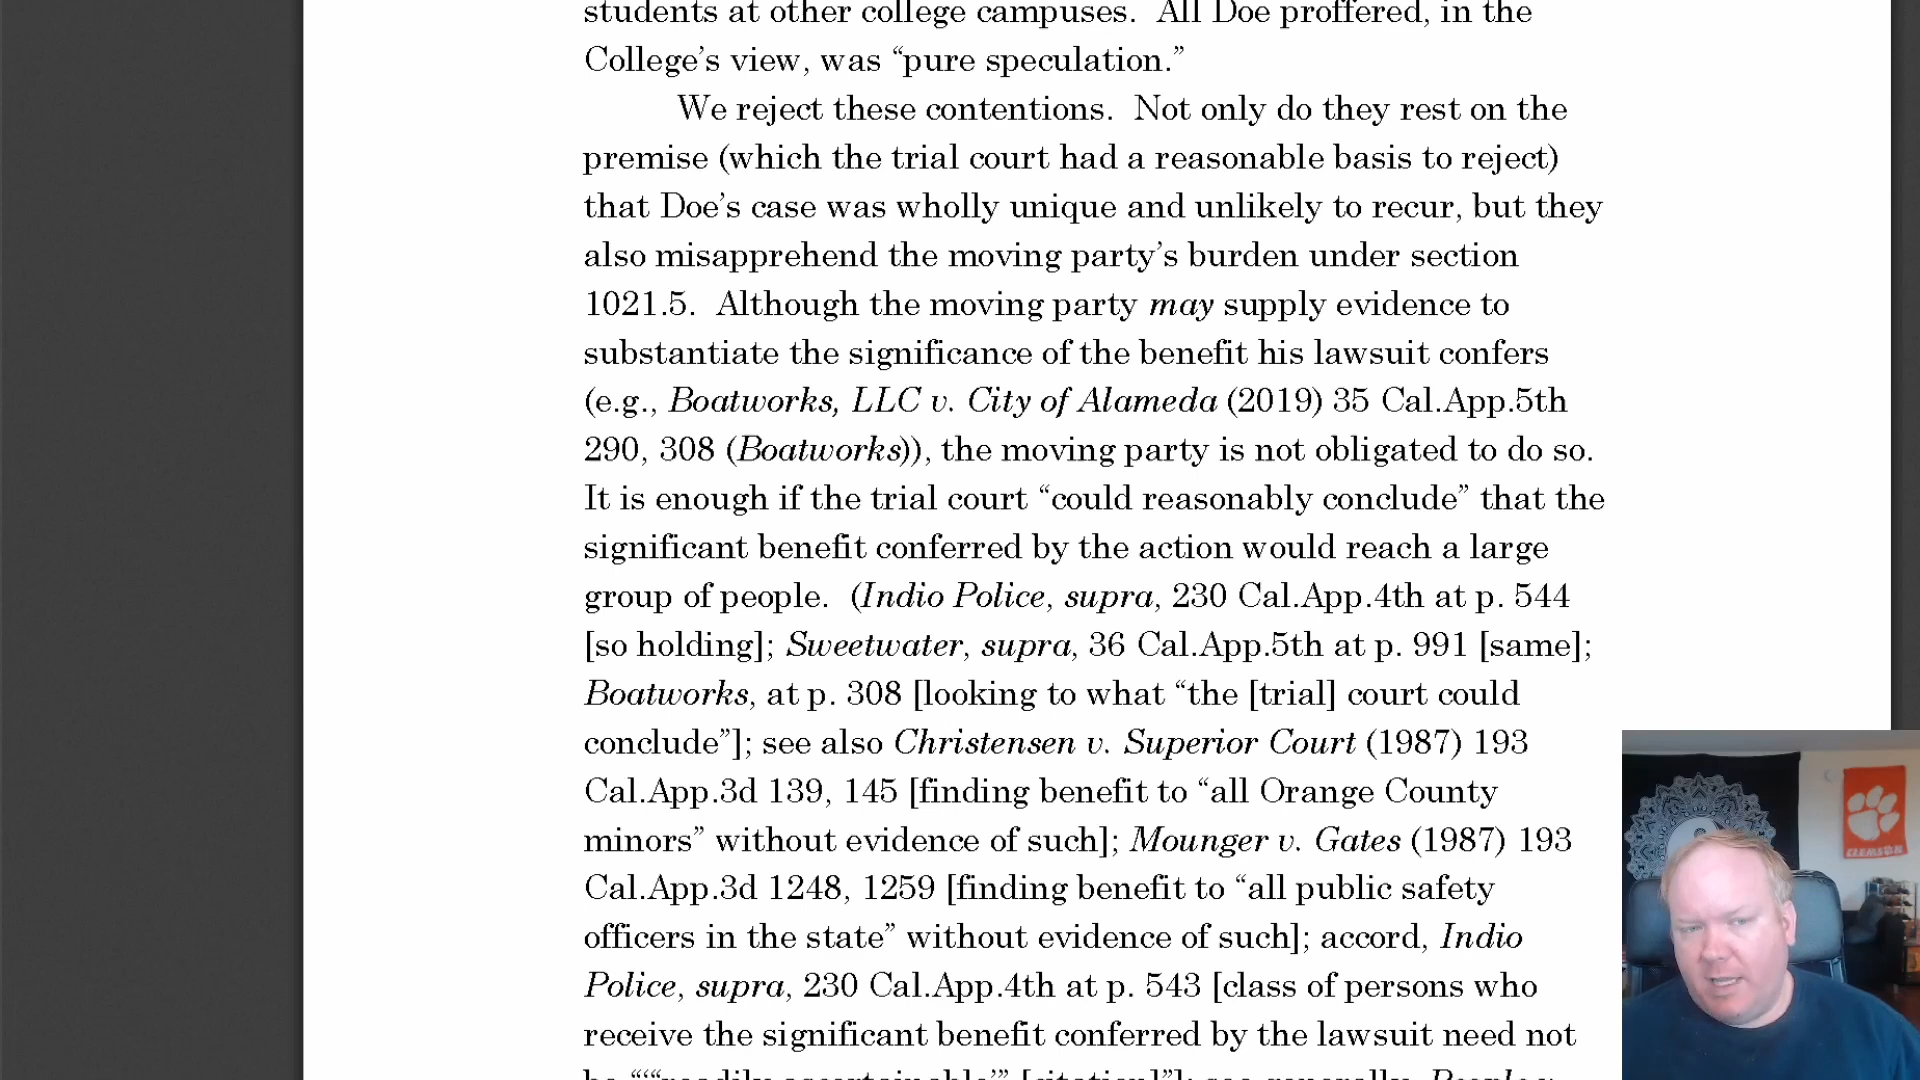 students at other college campuses.  All Doe proffered, in the
College’s view, was “pure speculation.”
We reject these contentions.  Not only do they rest on the
premise (which the trial court had a reasonable basis to reject)
that Doe’s case was wholly unique and unlikely to recur, but they
also misapprehend the moving party’s burden under section
1021.5.  Although the moving party may supply evidence to
substantiate the significance of the benefit his lawsuit confers
(e.g., Boatworks, LLC v. City of Alameda (2019) 35 Cal.App.5th
290, 308 (Boatworks)), the moving party is not obligated to do so.
It is enough if the trial court “could reasonably conclude” that the
significant benefit conferred by the action would reach a large
group of people.  (Indio Police, supra, 230 Cal.App.4th at p. 544
[so holding]; Sweetwater, supra, 36 Cal.App.5th at p. 991 [same];
Boatworks, at p. 308 [looking to what “the [trial] court could
conclude”]; see also Christensen v. Superior Court (1987) 193
Cal.App.3d 139, 145 [finding benefit to “all Orange County
minors” without evidence of such]; Mounger v. Gates (1987) 193
Cal.App.3d 1248, 1259 [finding benefit to “all public safety
officers in the state” without evidence of such]; accord, Indio
Police, supra, 230 Cal.App.4th at p. 543 [class of persons who
receive the significant benefit conferred by the lawsuit need not
be “‘“readily ascertainable”’” [citation]”]; see generally, People v.
CLEMSON